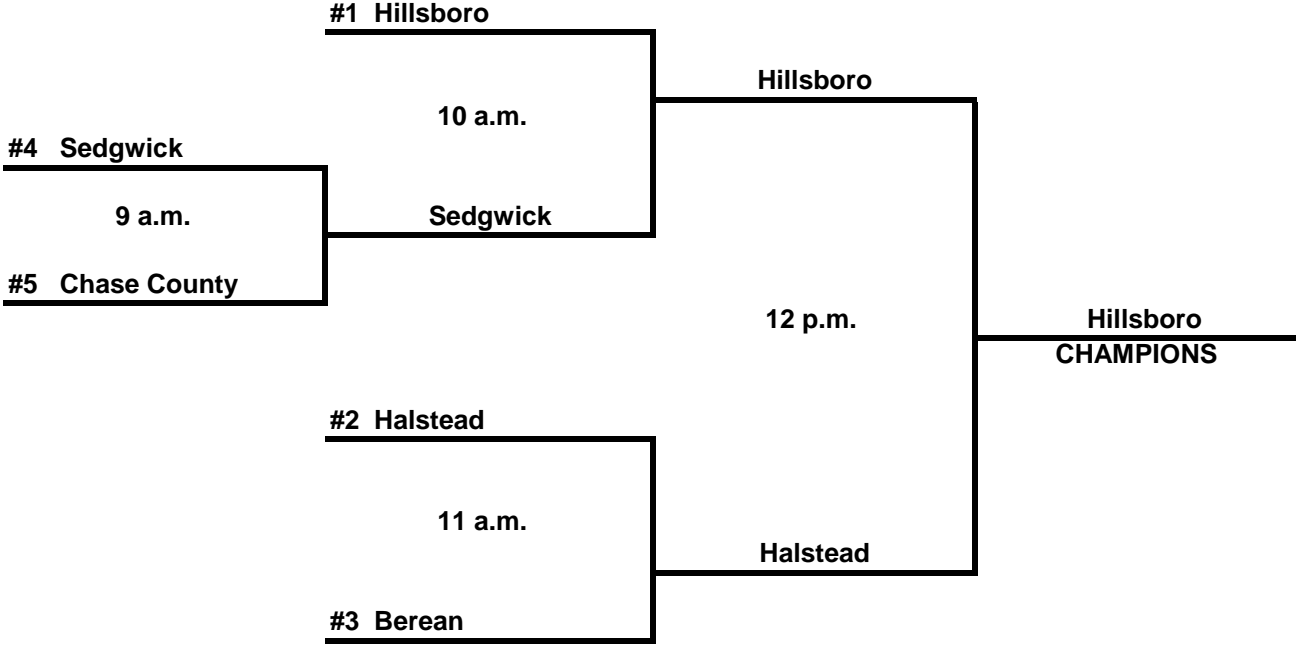 #1 Hillsboro
Hillsboro
10 a.m.
#4 Sedgwick
9 a.m.
Sedgwick
#5 Chase County
12 p.m.
Hillsboro
CHAMPIONS
#2 Halstead
11 a.m.
Halstead
#3 Berean